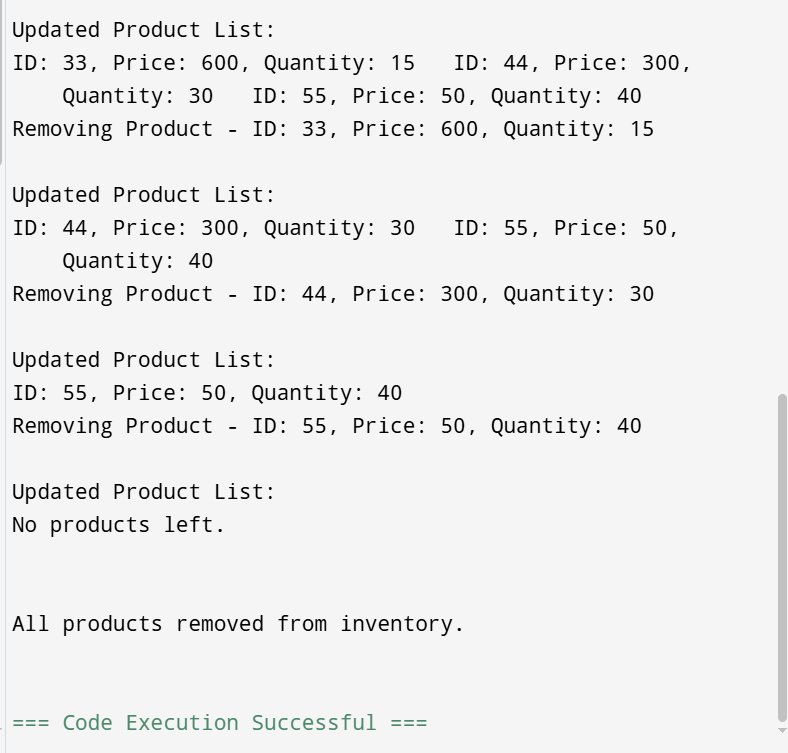 Updated Product List:
ID: 33, Price: 600, Quantity: 15   ID: 44, Price: 300,
    Quantity: 30   ID: 55, Price: 50, Quantity: 40
Removing Product - ID: 33, Price: 600, Quantity: 15

Updated Product List:
ID: 44, Price: 300, Quantity: 30   ID: 55, Price: 50,
    Quantity: 40
Removing Product - ID: 44, Price: 300, Quantity: 30

Updated Product List:
ID: 55, Price: 50, Quantity: 40
Removing Product - ID: 55, Price: 50, Quantity: 40

Updated Product List:
No products left.


All products removed from inventory.


=== Code Execution Successful ===